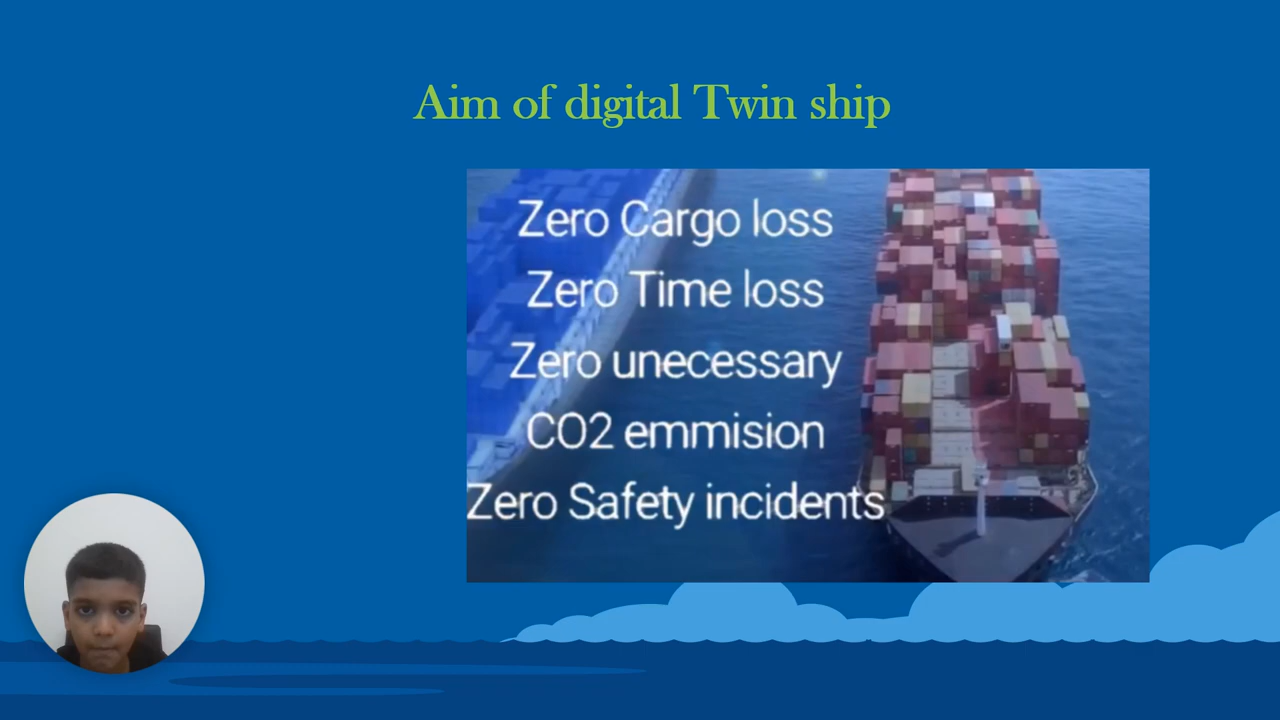 Aim of digital Twin ship
Zero Cargo loss
Zero Time loss
Zero unecessary
CO2 emmision
Zero Safety incidents